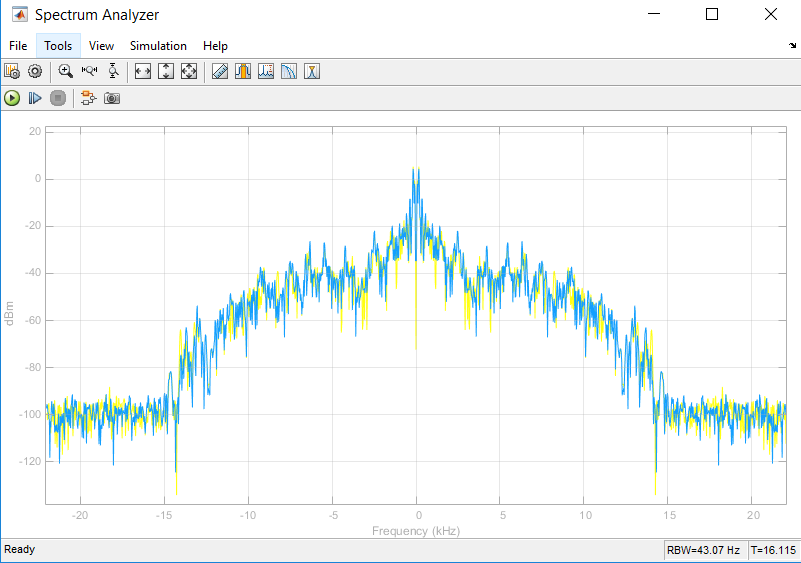 Spectrum Analyzer
File Tools View Simulation Help
20
0
-20
-40
-60
-80
-100
-120
dBm
-20 -15 -10 -5 0 5 10 15 20
Frequency (kHz)
Ready RBW=43.07 Hz T=16.115